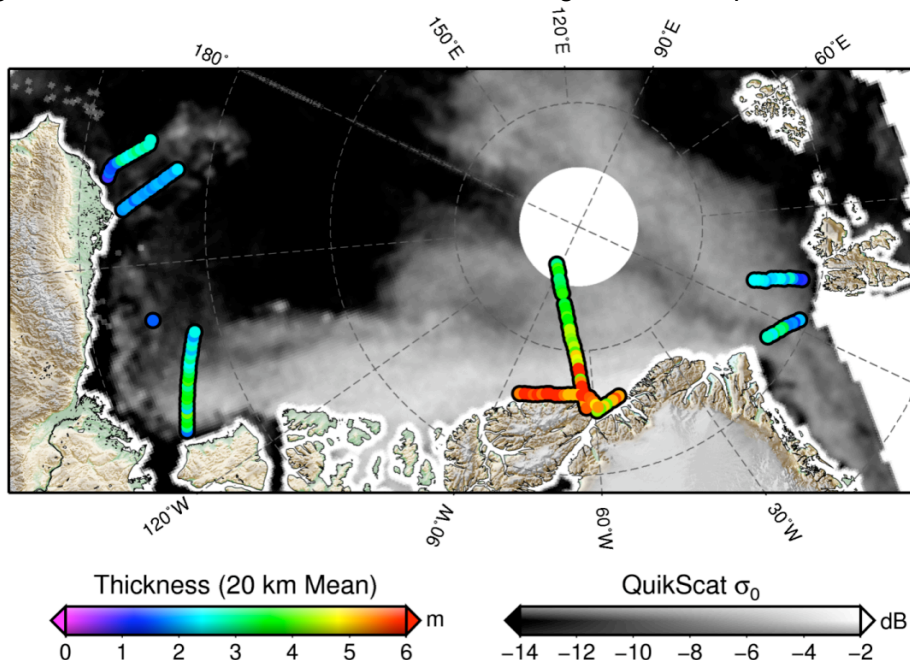 180°
150˚E
120˚E
90˚E
60˚E
120˚W
90˚W
60˚W
30˚W
Thickness (20 km Mean)
m
0 1 2 3 4 5 6
QuikScat σ₀
dB
−14 −12 −10 −8 −6 −4 −2